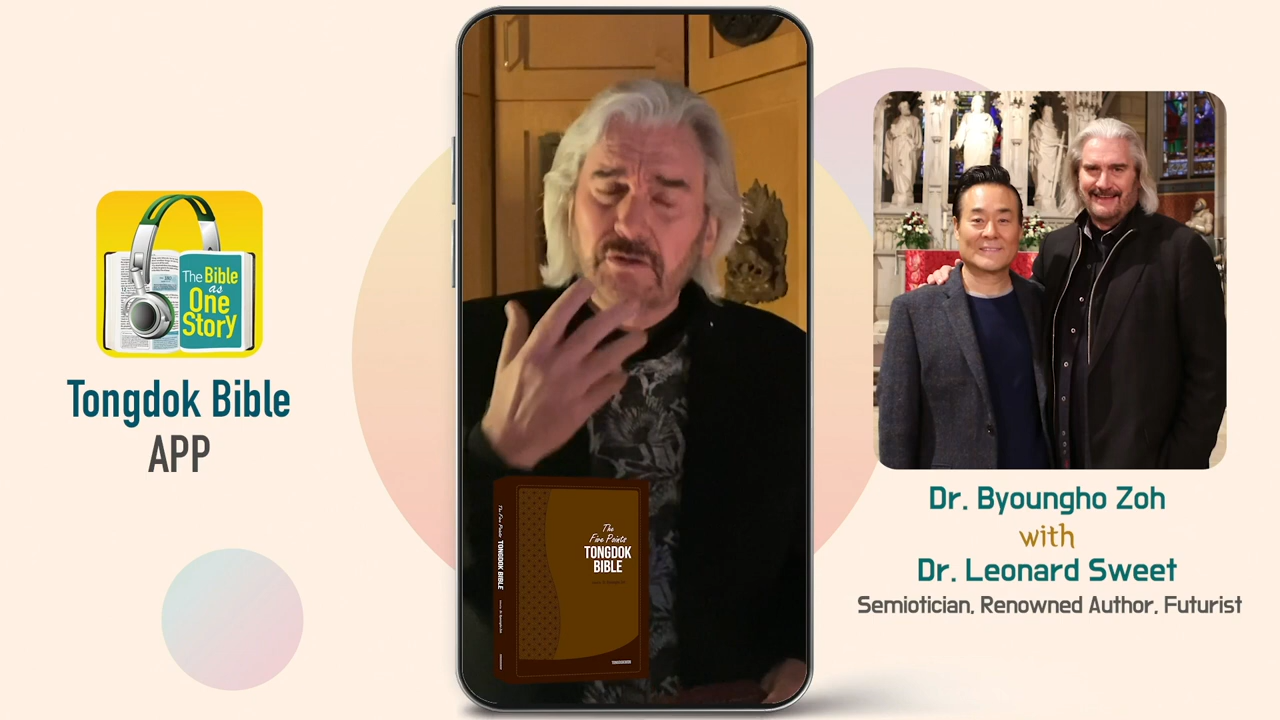 The Bible
as
One
Story
Tongdok Bible
APP
The Five Points TONGDOK BIBLE
The
Five Points
TONGDOK
BIBLE
Dr. Byoungho Zoh
with
Dr. Leonard Sweet
Semiotician, Renowned Author, Futurist